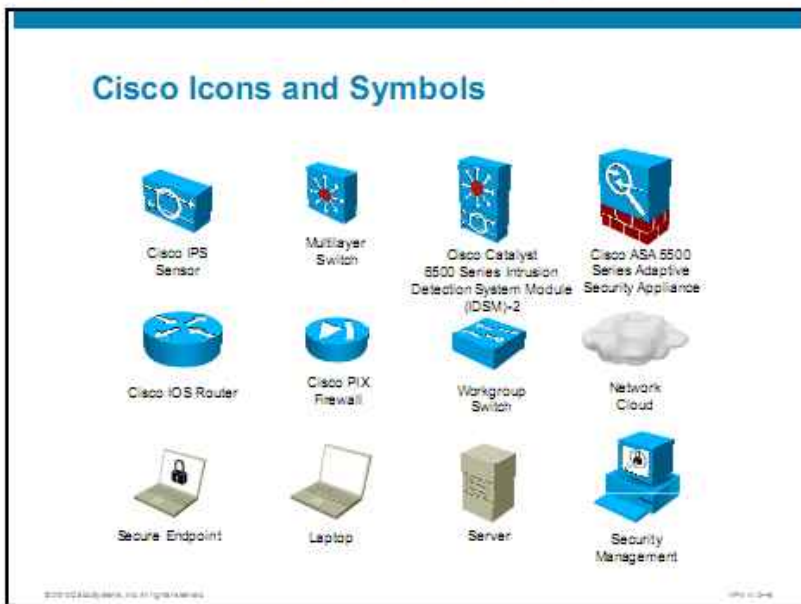 Cisco Icons and Symbols
Cisco IPS
Sensor
Multilayer
Switch
Cisco Catalyst
6500 Series Intrusion
Detection System Module
(IDSM)-2
Cisco ASA 5500
Series Adaptive
Security Appliance
Cisco IOS Router
Cisco PIX
Firewall
Workgroup
Switch
Network
Cloud
Secure Endpoint
Laptop
Server
Security
Management